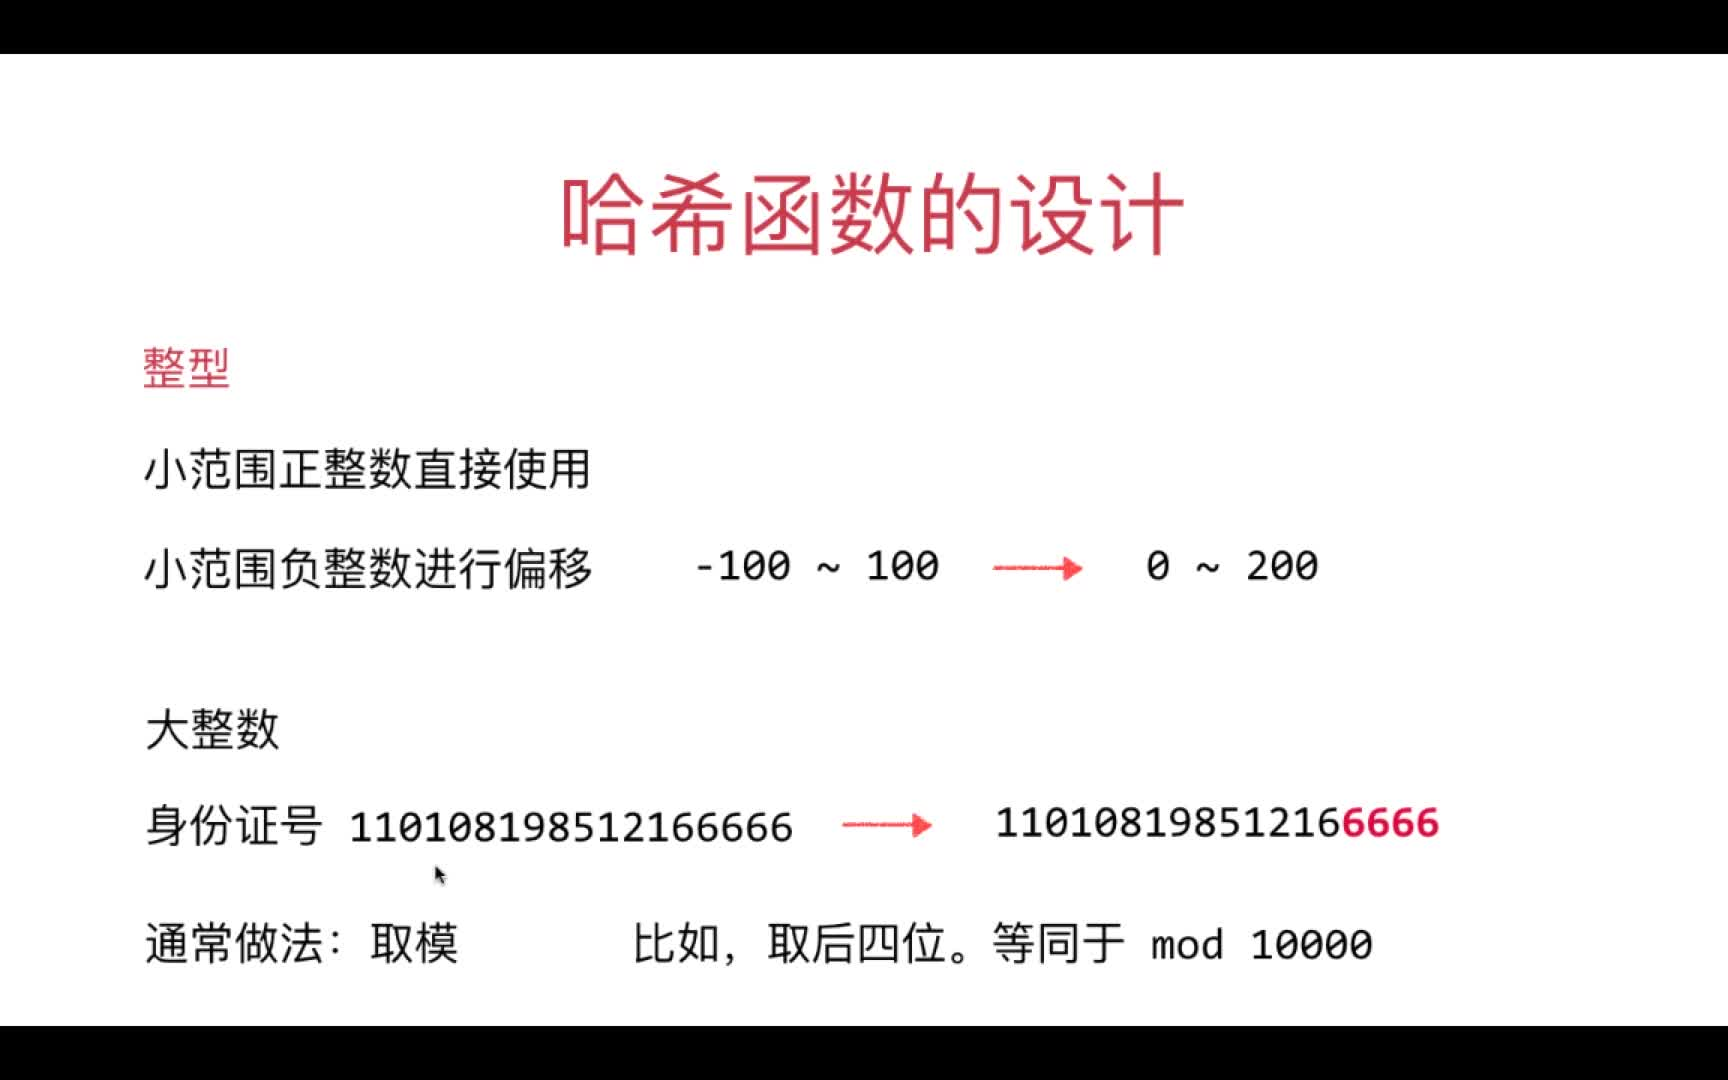 哈希函数的设计
整型
小范围正整数直接使用
小范围负整数进行偏移 -100 ~ 100 0 ~ 200
大整数
身份证号 110108198512166666 110108198512166666
通常做法：取模 比如，取后四位。等同于 mod 10000